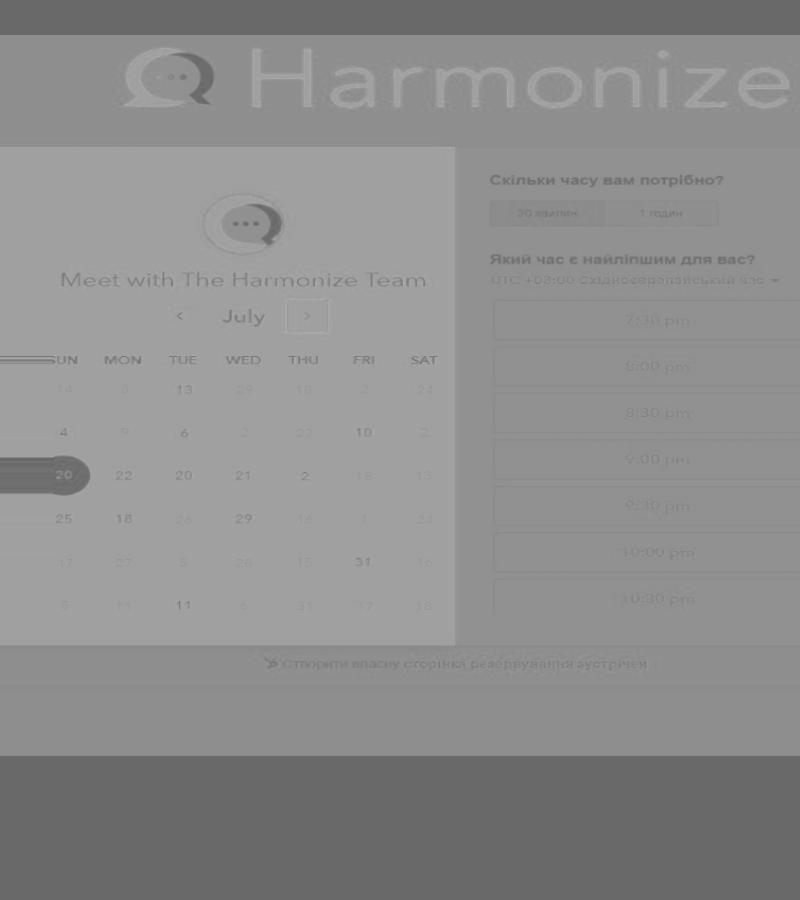 Harmonize
Meet with The Harmonize Team
July
SUN MON TUE WED THU FRI SAT
14 8 13 29 18 2 24
4 9 6 2 22 10 2
20 22 20 21 2 18 13
25 18 26 29 16 1 24
17 27 5 28 15 31 16
5 11 11 6 31 17 18
Скільки часу вам потрібно?
30 хвилин 1 годин
Який час є найліпшим для вас?
UTC +03:00 Східноєвропейський час
7:30 pm
8:00 pm
8:30 pm
9:00 pm
9:30 pm
10:00 pm
10:30 pm
Створити власну сторінку резервування зустрічей